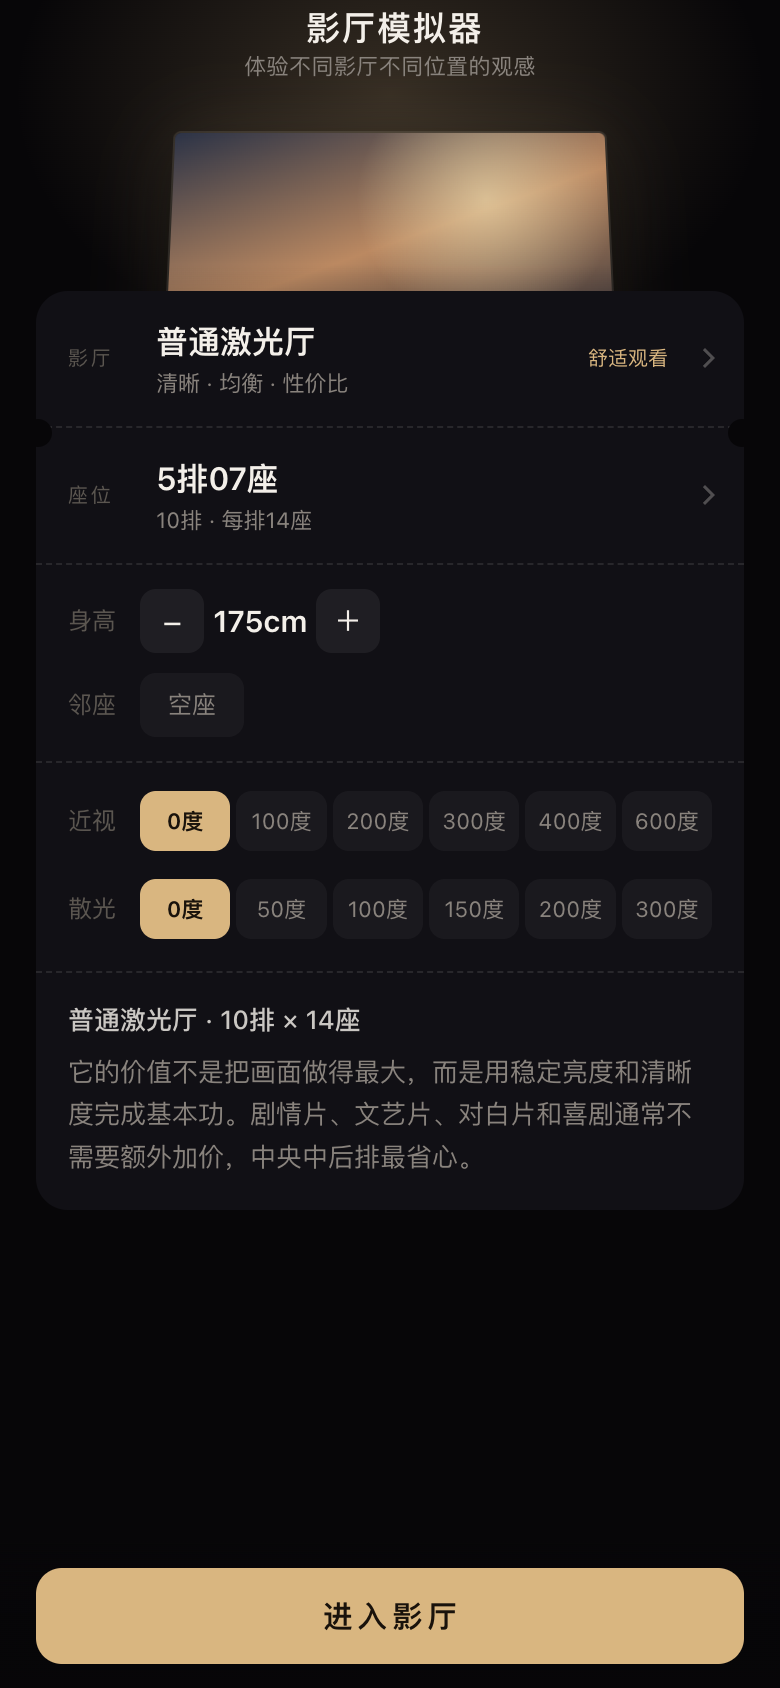 影厅模拟器
体验不同影厅不同位置的观感
影厅
普通激光厅
清晰 · 均衡 · 性价比
舒适观看
座位
5排07座
10排 · 每排14座
身高
– 175cm +
邻座 空座
近视 0度 100度 200度 300度 400度 600度
散光 0度 50度 100度 150度 200度 300度
普通激光厅 · 10排 × 14座
它的价值不是把画面做得最大，而是用稳定亮度和清晰
度完成基本功。剧情片、文艺片、对白片和喜剧通常不
需要额外加价，中央中后排最省心。
进入影厅